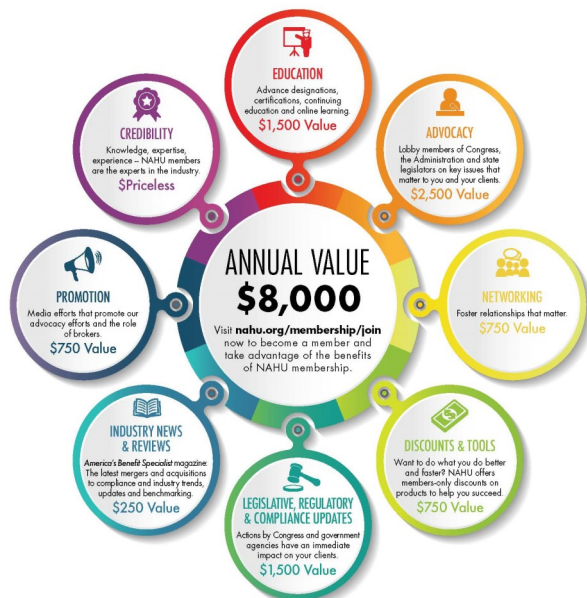 EDUCATION
Advance designations,
certifications, continuing
education and online learning.
$1,500 Value
ADVOCACY
Lobby members of Congress,
the Administration and state
legislators on key issues that
matter to you and your clients.
$2,500 Value
NETWORKING
Foster relationships that matter.
$750 Value
DISCOUNTS & TOOLS
Want to do what you do better
and faster? NAHU offers
members-only discounts on
products to help you succeed.
$750 Value
LEGISLATIVE, REGULATORY
& COMPLIANCE UPDATES
Actions by Congress and government
agencies have an immediate
impact on your clients.
$1,500 Value
INDUSTRY NEWS
& REVIEWS
America's Benefit Specialist magazine:
The latest mergers and acquisitions
to compliance and industry trends,
updates and benchmarking.
$250 Value
PROMOTION
Media efforts that promote our
advocacy efforts and the role
of brokers.
$750 Value
CREDIBILITY
Knowledge, expertise,
experience – NAHU members
are the experts in the industry.
$Priceless
ANNUAL VALUE
$8,000
Visit nahu.org/membership/join
now to become a member and
take advantage of the benefits
of NAHU membership.